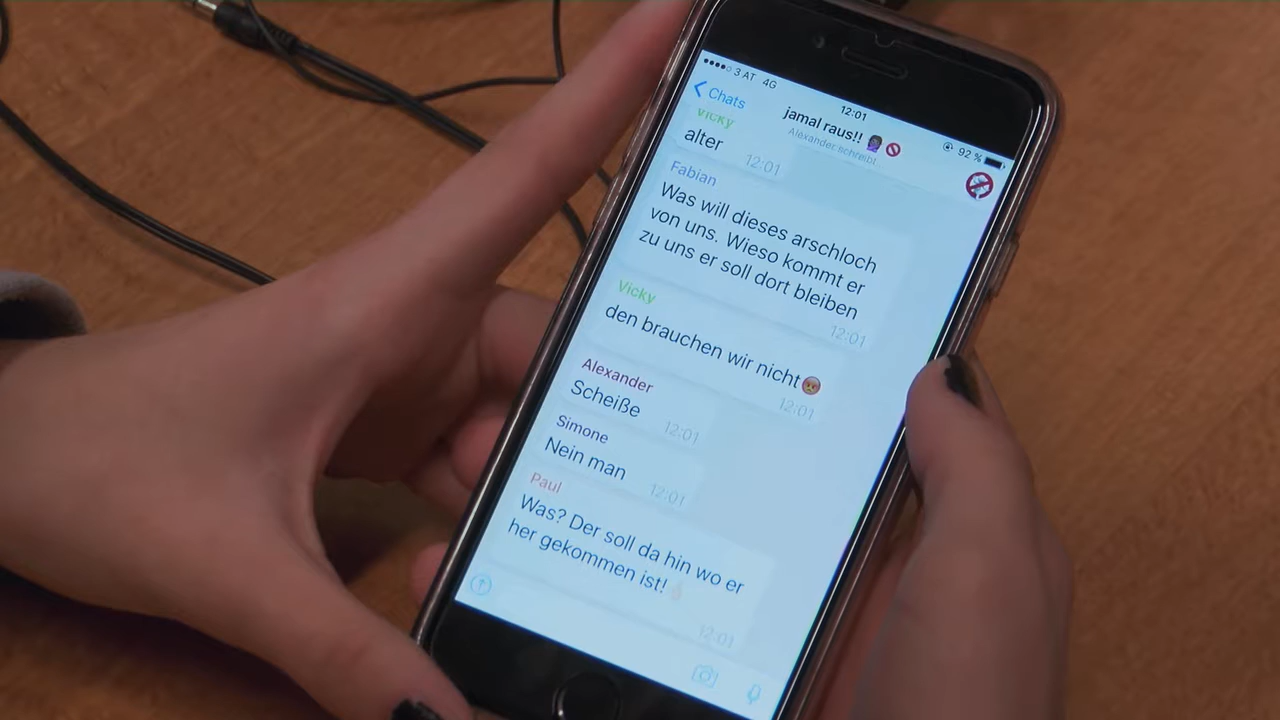 3 AT 4G 12:01 92 %
Chats jamal raus!!
Alexander schreibt...
Vicky
alter
12:01
Fabian
Was will dieses arschloch
von uns. Wieso kommt er
zu uns er soll dort bleiben
12:01
Vicky
den brauchen wir nicht😡
12:01
Alexander
Scheiße
12:01
Simone
Nein man
12:01
Paul
Was? Der soll da hin wo er
her gekommen ist!
12:01